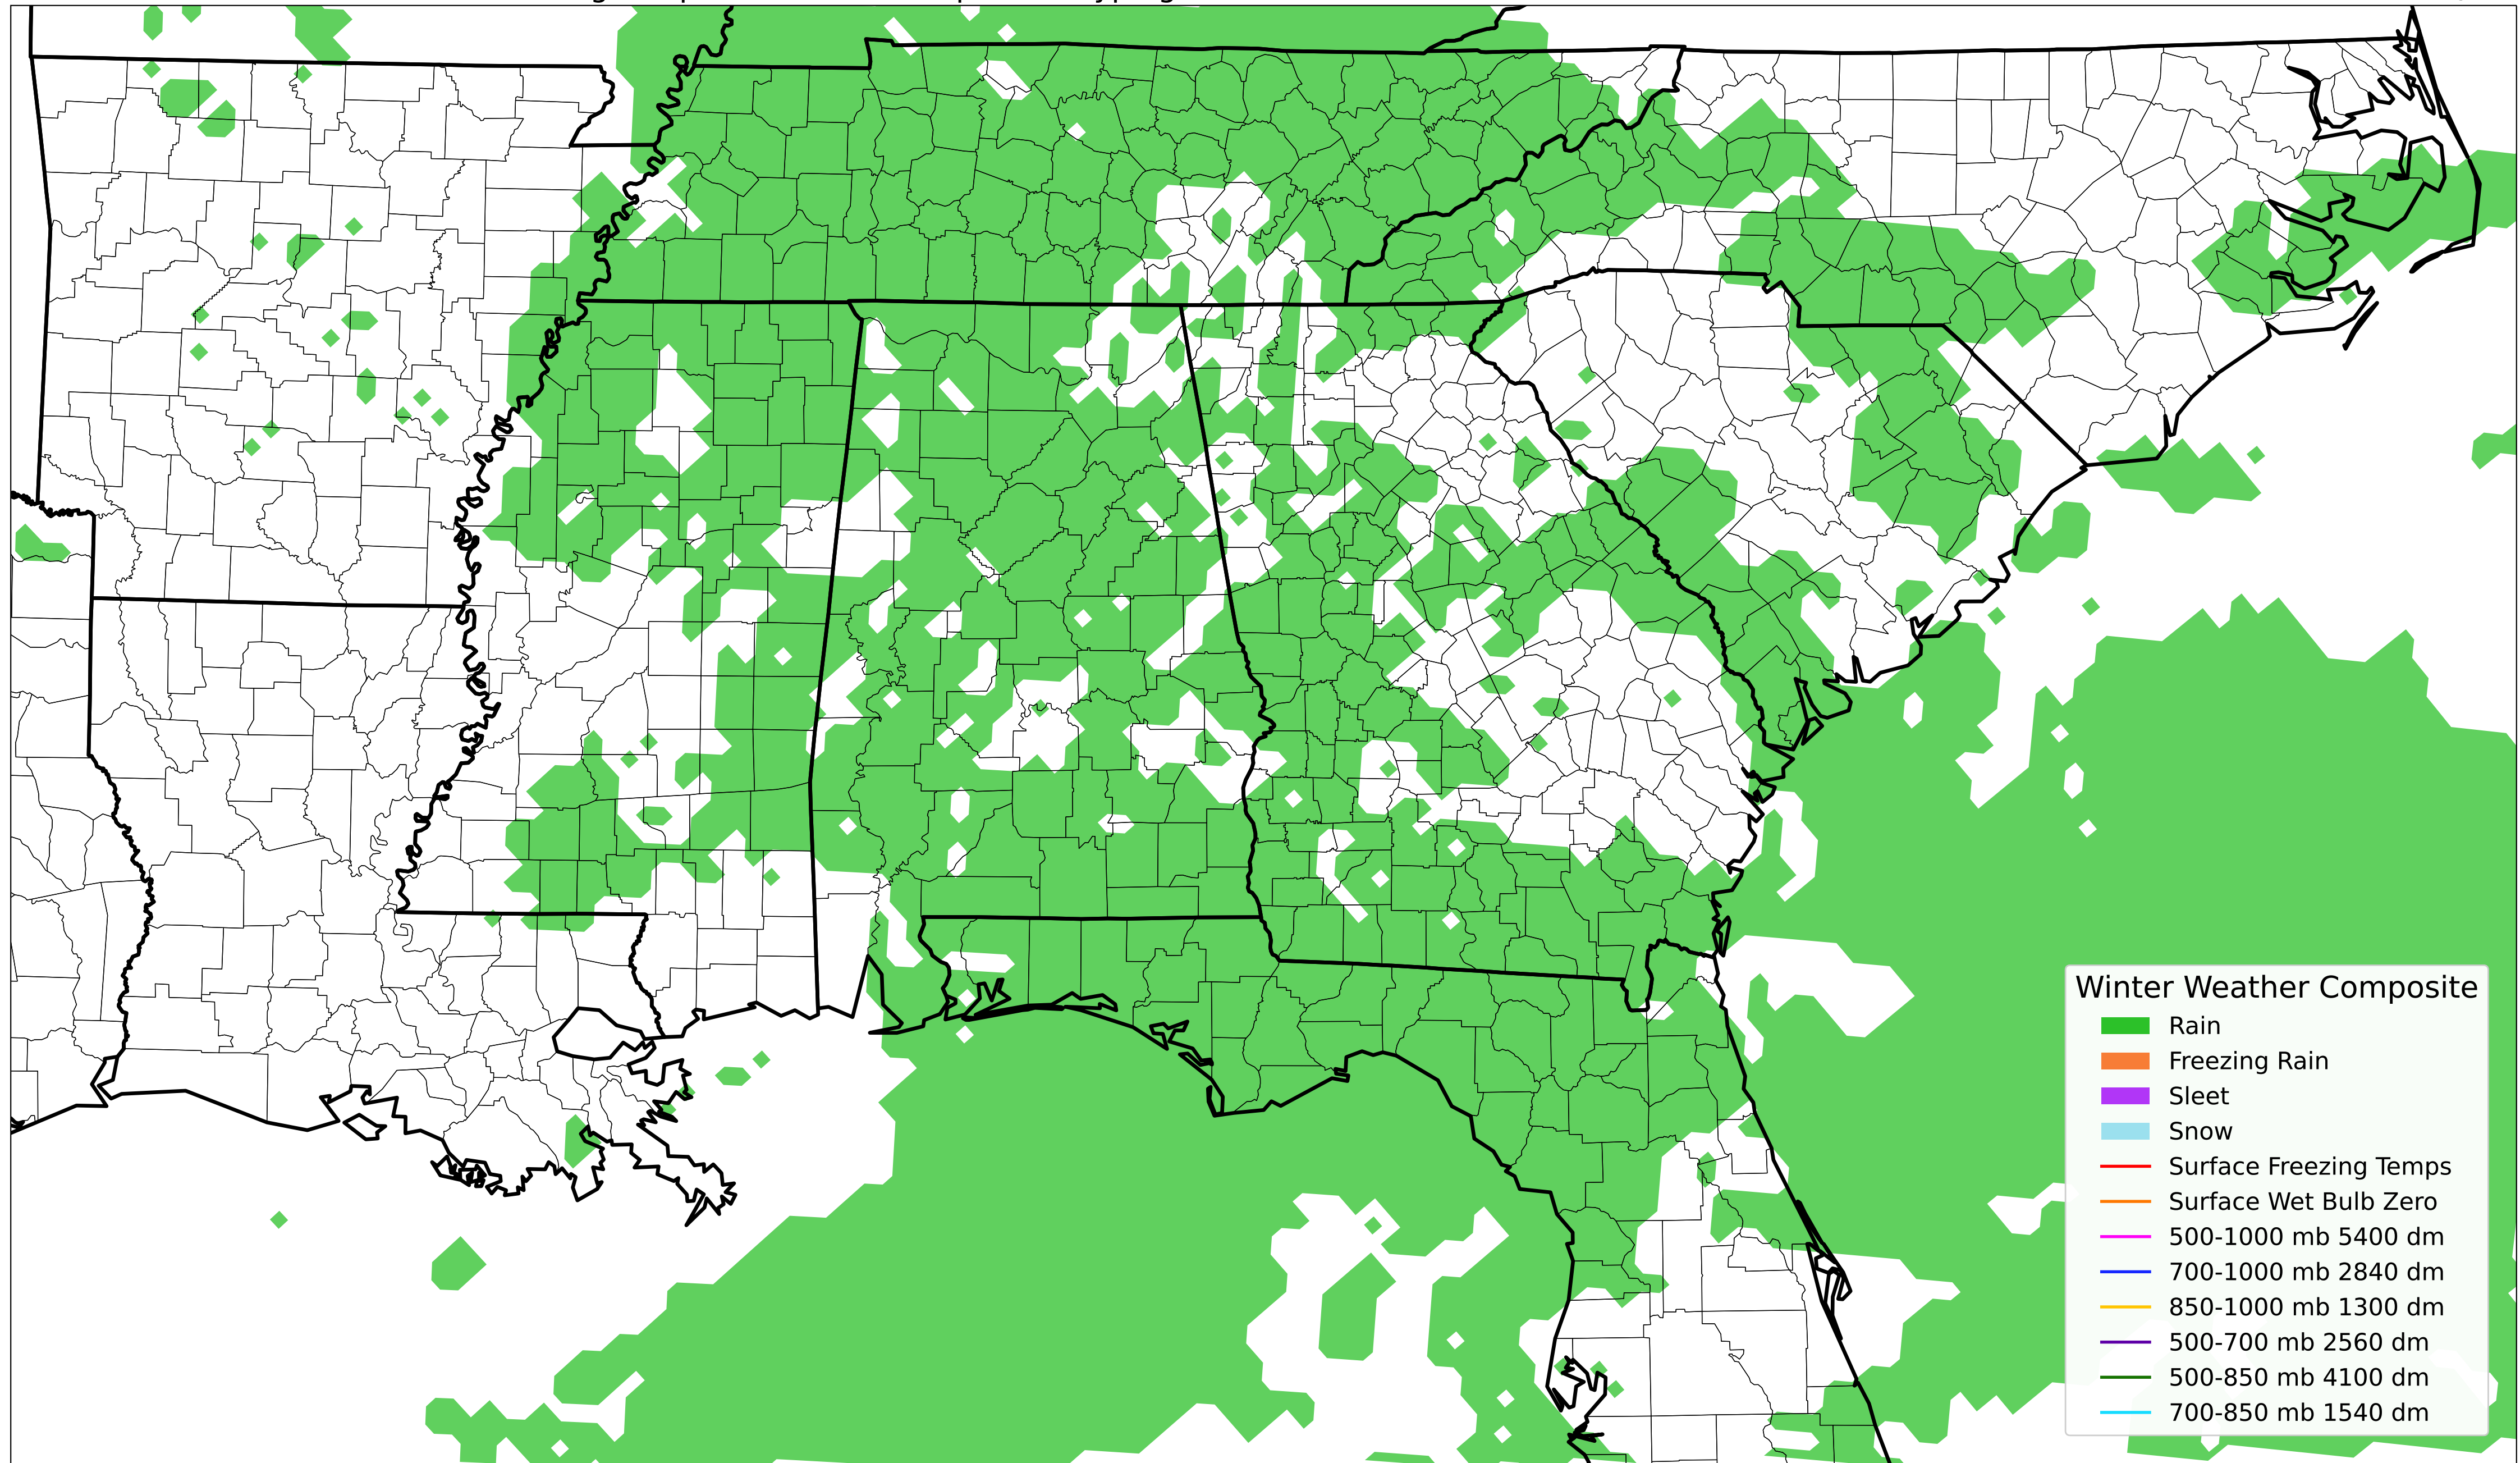 Winter Weather Composite
Rain
Freezing Rain
Sleet
Snow
Surface Freezing Temps
Surface Wet Bulb Zero
500-1000 mb 5400 dm
700-1000 mb 2840 dm
850-1000 mb 1300 dm
500-700 mb 2560 dm
500-850 mb 4100 dm
700-850 mb 1540 dm